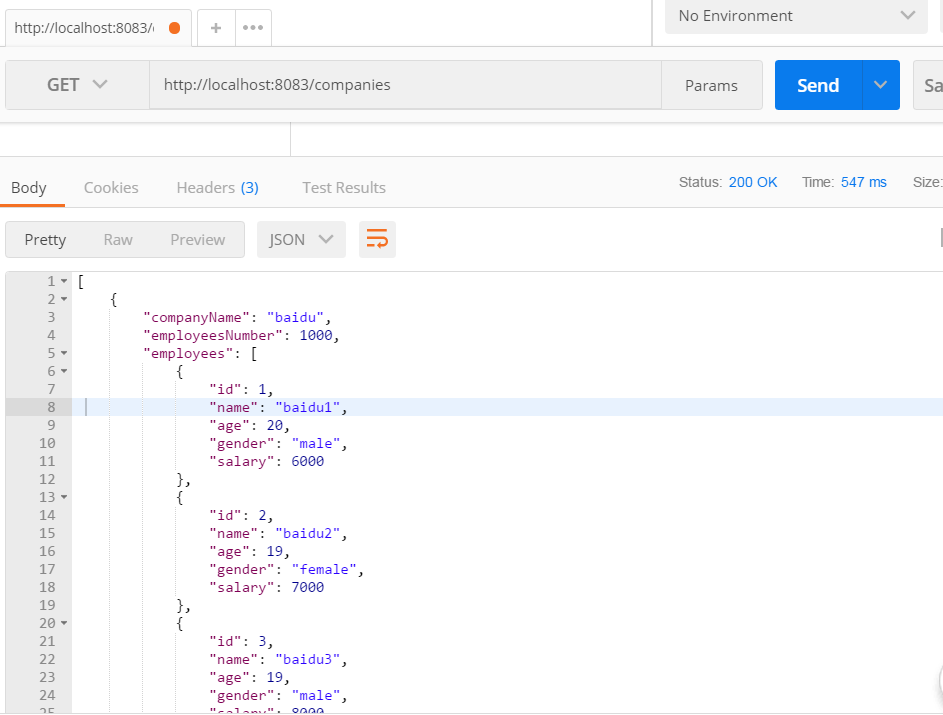 http://localhost:8083/
No Environment
GET http://localhost:8083/companies Params Send Sa
Body Cookies Headers (3) Test Results Status: 200 OK Time: 547 ms Size:
Pretty Raw Preview JSON
1 [
2 {
3 "companyName": "baidu",
4 "employeesNumber": 1000,
5 "employees": [
6 {
7 "id": 1,
8 "name": "baidu1",
9 "age": 20,
10 "gender": "male",
11 "salary": 6000
12 },
13 {
14 "id": 2,
15 "name": "baidu2",
16 "age": 19,
17 "gender": "female",
18 "salary": 7000
19 },
20 {
21 "id": 3,
22 "name": "baidu3",
23 "age": 19,
24 "gender": "male",
25 "salary": 8000